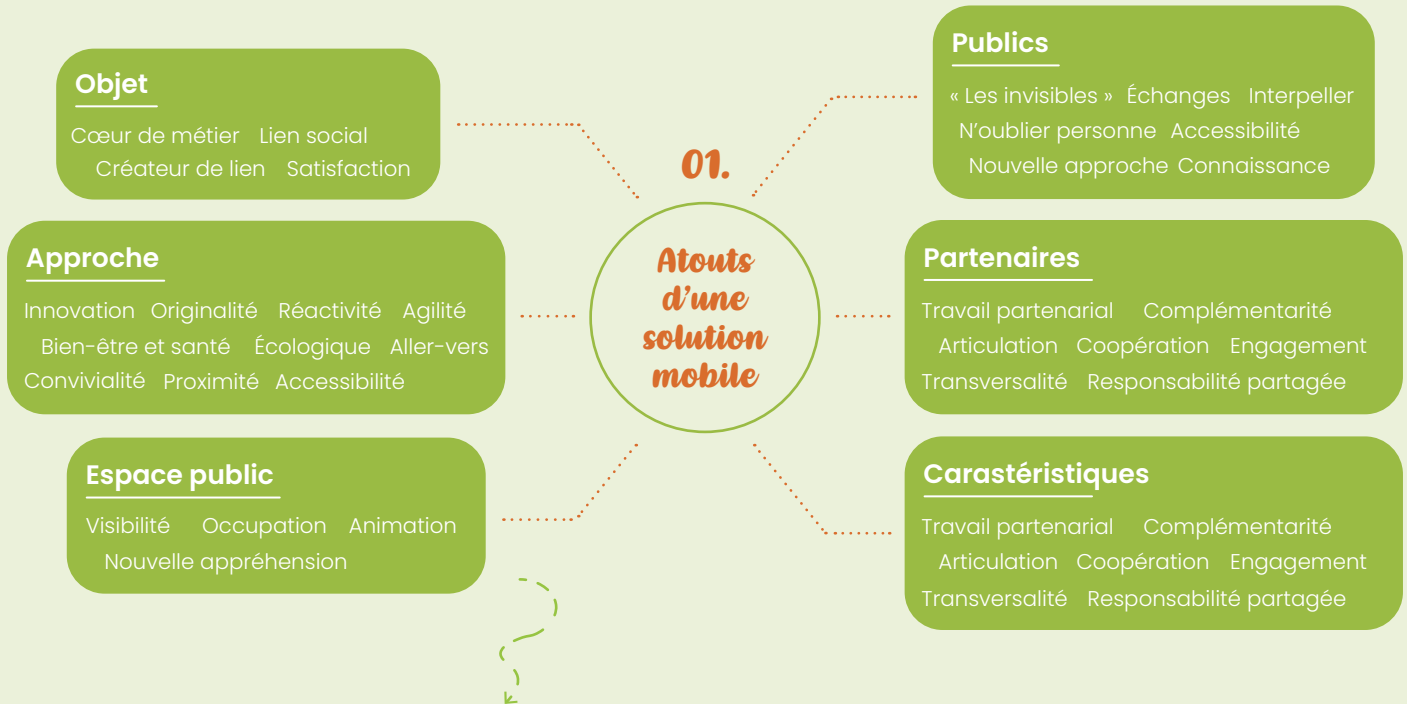 01.
Atouts
d'une
solution
mobile
Objet
Cœur de métier Lien social
Créateur de lien Satisfaction
Approche
Innovation Originalité Réactivité Agilité
Bien-être et santé Écologique Aller-vers
Convivialité Proximité Accessibilité
Espace public
Visibilité Occupation Animation
Nouvelle appréhension
Publics
« Les invisibles » Échanges Interpeller
N'oublier personne Accessibilité
Nouvelle approche Connaissance
Partenaires
Travail partenarial Complémentarité
Articulation Coopération Engagement
Transversalité Responsabilité partagée
Carastéristiques
Travail partenarial Complémentarité
Articulation Coopération Engagement
Transversalité Responsabilité partagée